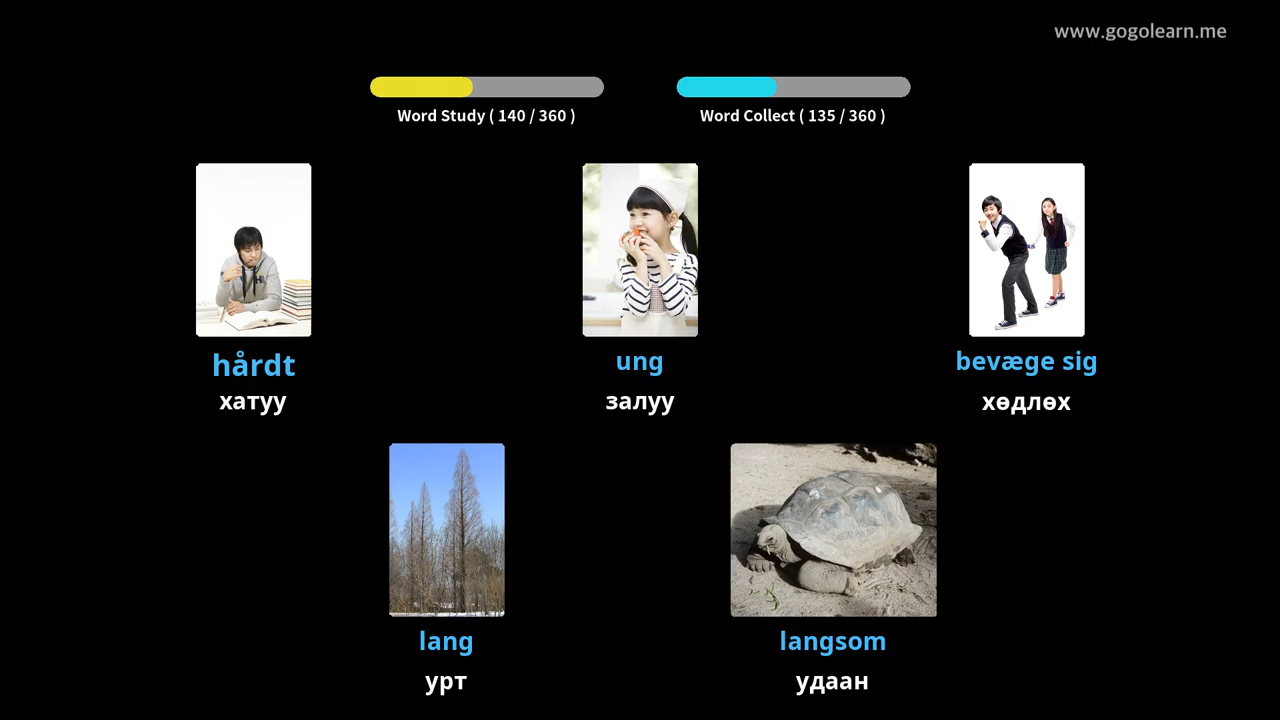 www.gogolearn.me
Word Study ( 140 / 360 )
Word Collect ( 135 / 360 )
hårdt
хатуу
ung
залуу
bevæge sig
хөдлөх
lang
урт
langsom
удаан